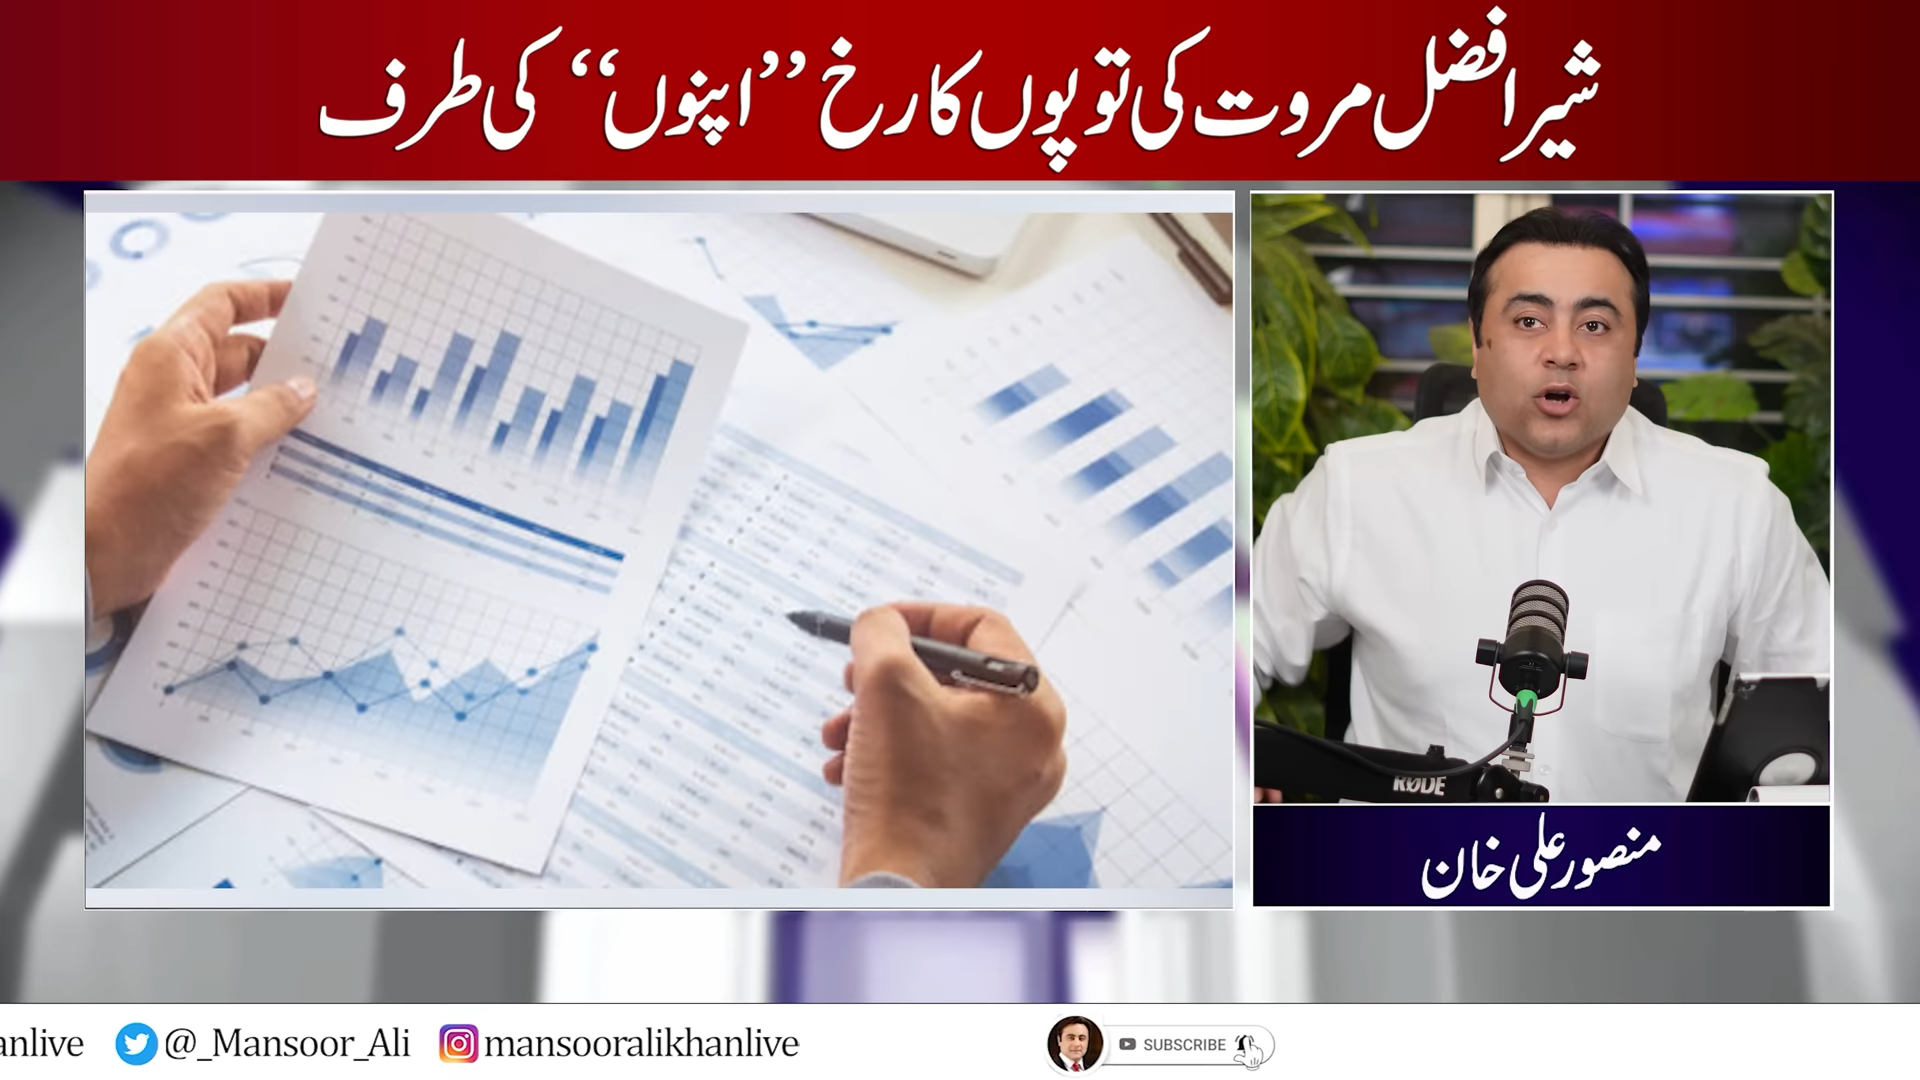 شیر افضل مروت کی توپوں کا رخ ”اپنوں“ کی طرف
RØDE
منصور علی خان
anlive @_Mansoor_Ali mansooralikhanlive SUBSCRIBE